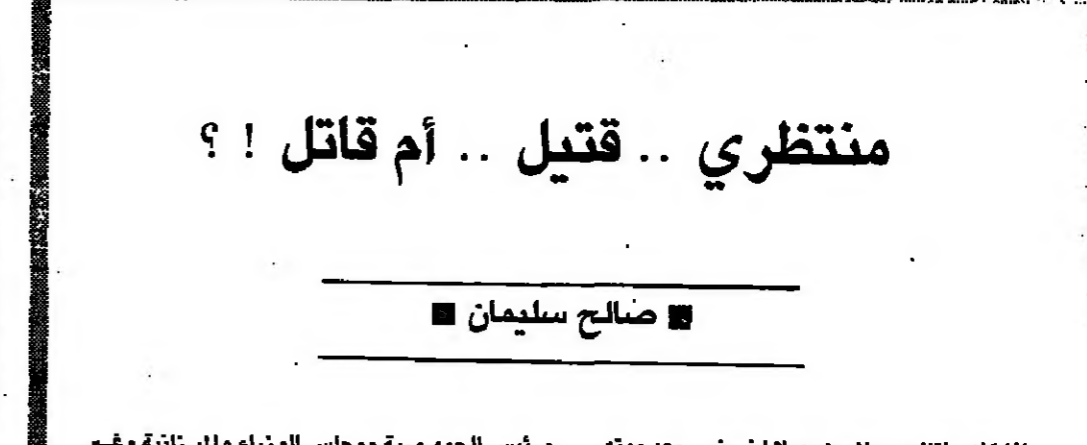 منتظري .. قتيل .. أم قاتل ! ؟
■ صالح سليمان ■